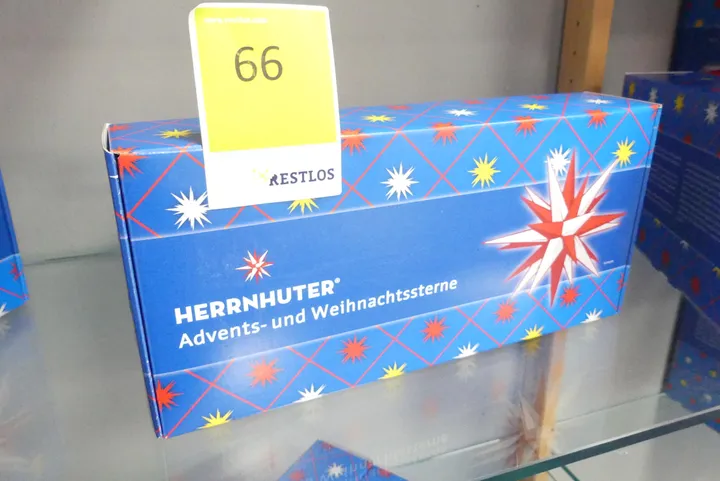 66
RESTLOS
HERRNHUTER®
Advents- und Weihnachtssterne